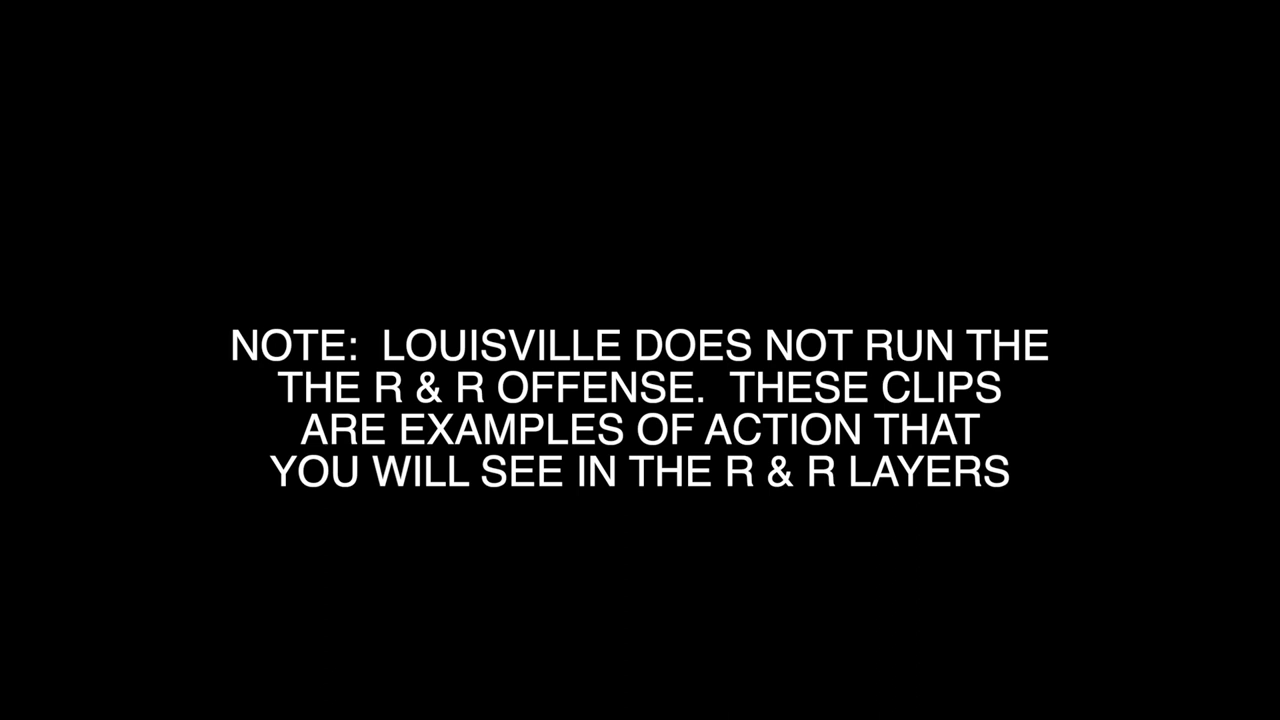 NOTE:  LOUISVILLE DOES NOT RUN THE
THE R & R OFFENSE.  THESE CLIPS
ARE EXAMPLES OF ACTION THAT
YOU WILL SEE IN THE R & R LAYERS